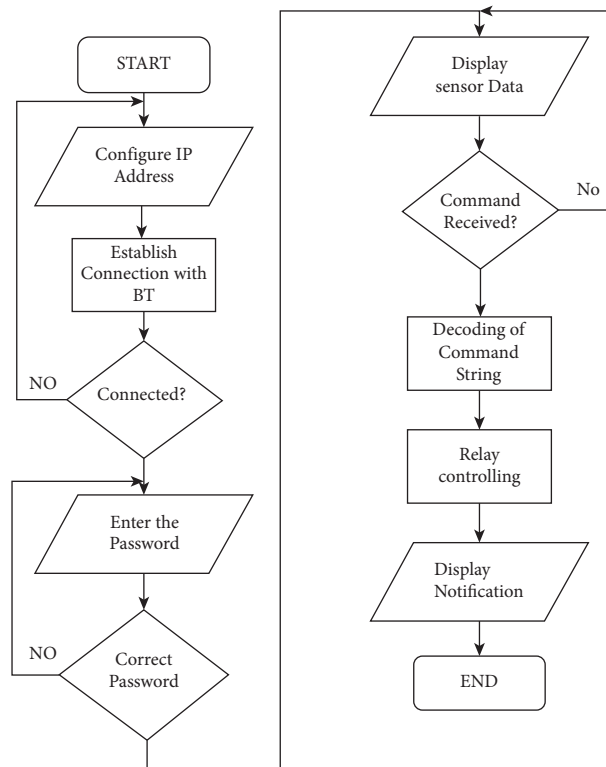 START
Configure IP
Address
Establish
Connection with
BT
NO
Connected?
Enter the
Password
NO
Correct
Password
Display
sensor Data
Command
Received?
No
Decoding of
Command
String
Relay
controlling
Display
Notification
END